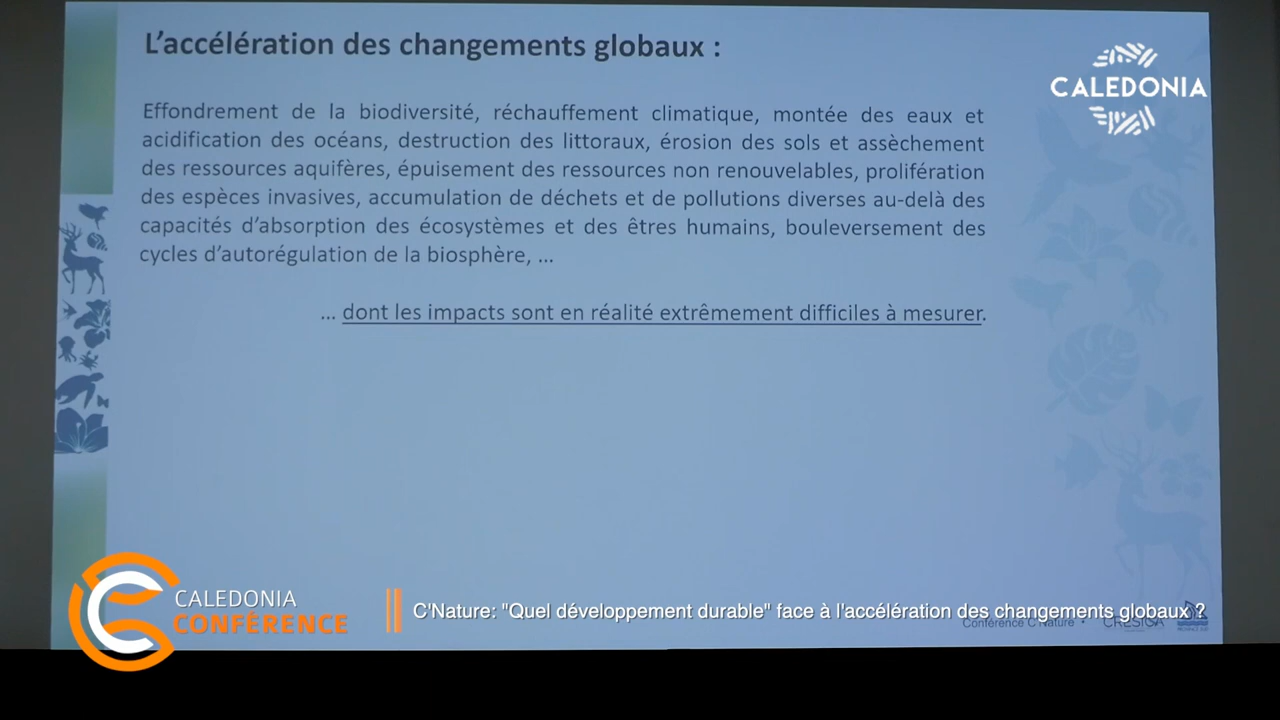 L'accélération des changements globaux :
CALEDONIA
Effondrement de la biodiversité, réchauffement climatique, montée des eaux et
acidification des océans, destruction des littoraux, érosion des sols et assèchement
des ressources aquifères, épuisement des ressources non renouvelables, prolifération
des espèces invasives, accumulation de déchets et de pollutions diverses au-delà des
capacités d'absorption des écosystèmes et des êtres humains, bouleversement des
cycles d'autorégulation de la biosphère, ...
... dont les impacts sont en réalité extrêmement difficiles à mesurer.
CALEDONIA
CONFÉRENCE
C'Nature: "Quel développement durable" face à l'accélération des changements globaux ?
Conférence C'Nature •
CRESICA